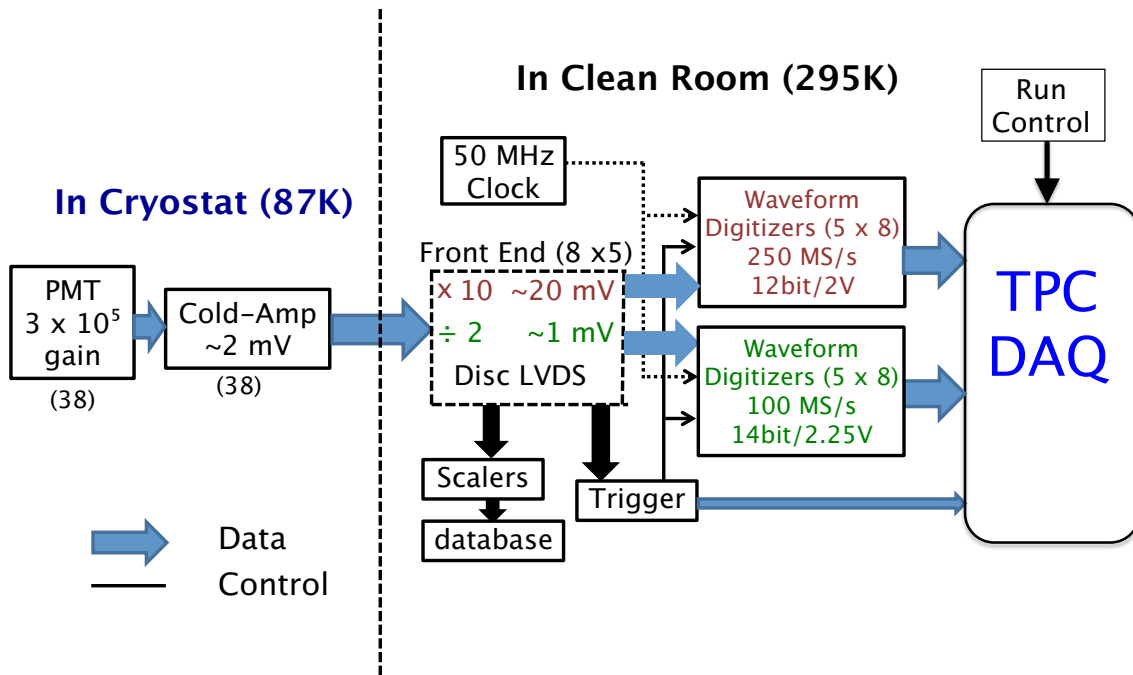 In Clean Room (295K)
Run
Control
50 MHz
Clock
In Cryostat (87K)
Waveform
Digitizers (5 x 8)
250 MS/s
12bit/2V
Front End (8 x5)
x 10 ~20 mV
÷ 2 ~1 mV
Disc LVDS
PMT
3 x 10⁵
gain
(38)
Cold-Amp
~2 mV
(38)
TPC
DAQ
Waveform
Digitizers (5 x 8)
100 MS/s
14bit/2.25V
Scalers
Trigger
database
Data
Control